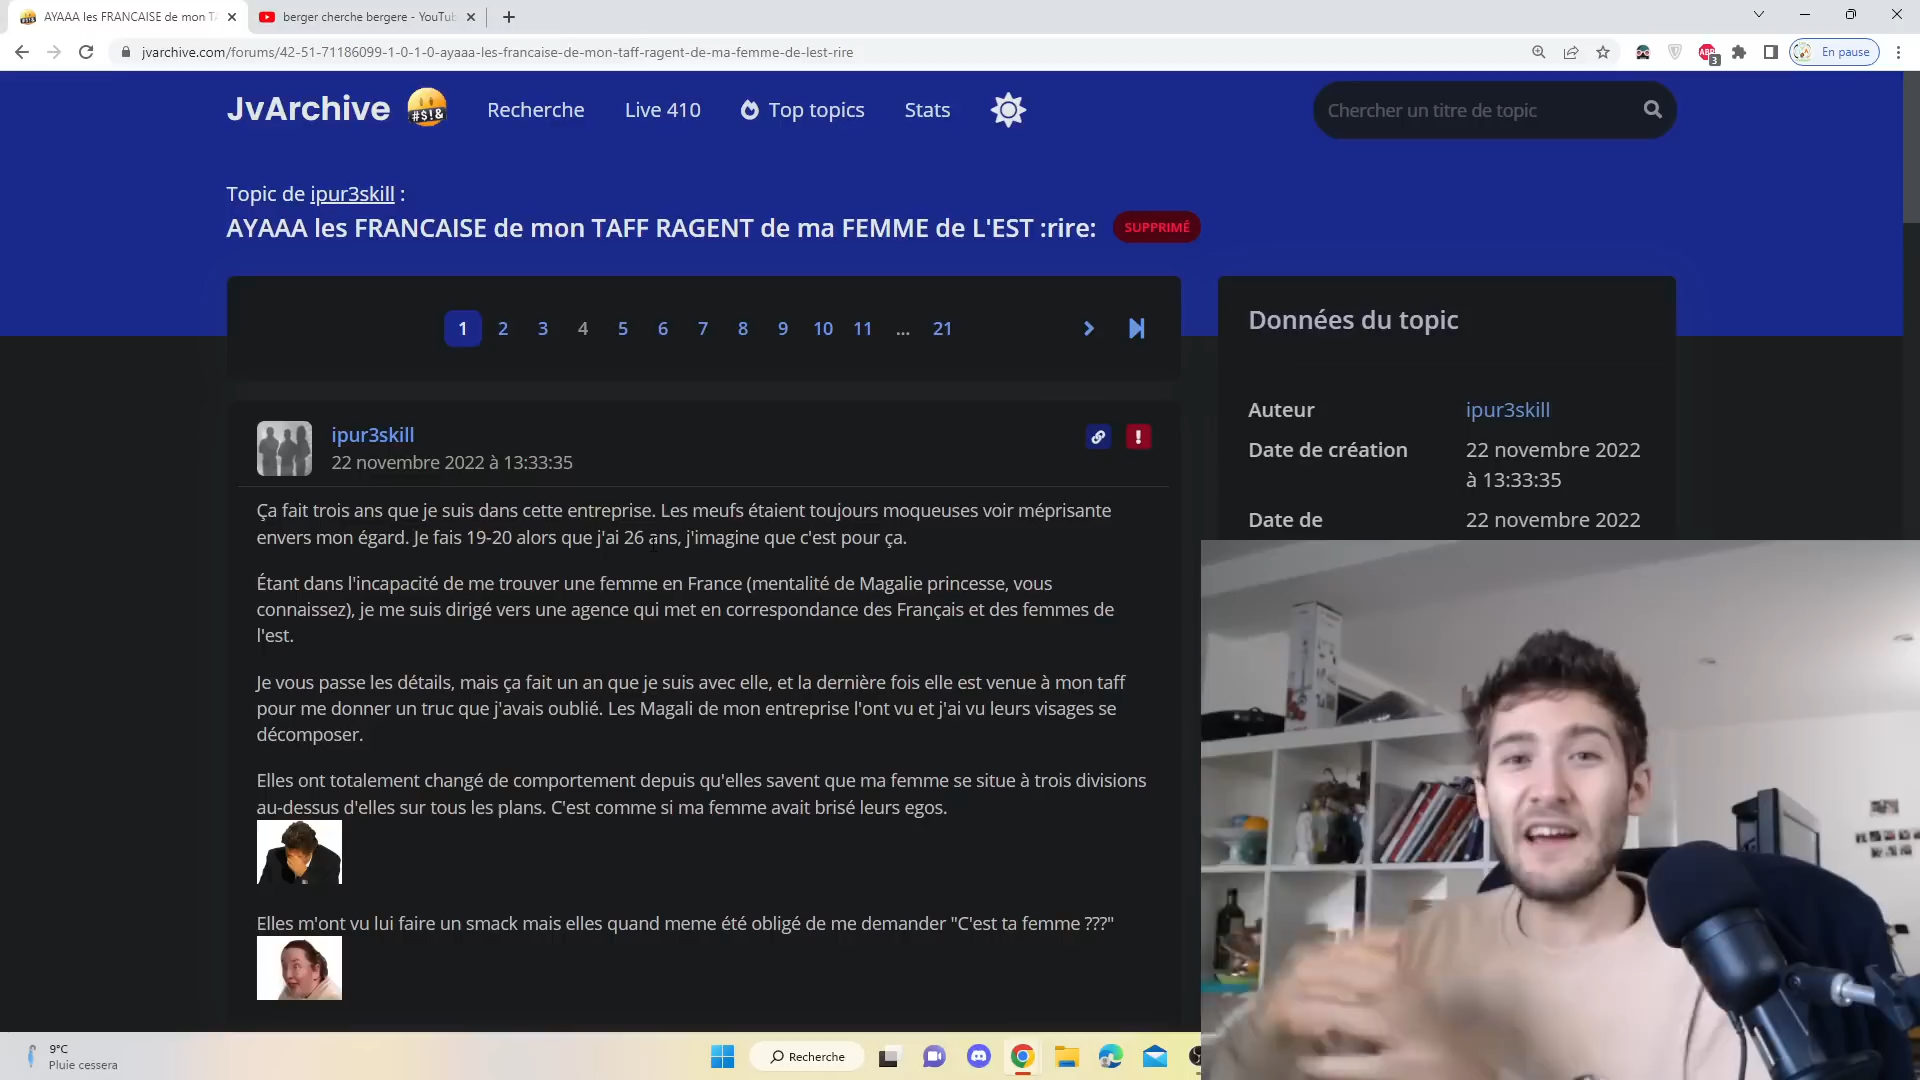 AYAAA les FRANCAISE de mon T
berger cherche bergere - YouTub
jvarchive.com/forums/42-51-71186099-1-0-1-0-ayaaa-les-francaise-de-mon-taff-ragent-de-ma-femme-de-lest-rire
ABP
3
En pause
JvArchive
#$!&
Recherche
Live 410
Top topics
Stats
Chercher un titre de topic
Topic de ipur3skill :
AYAAA les FRANCAISE de mon TAFF RAGENT de ma FEMME de L'EST :rire: SUPPRIMÉ
1 2 3 4 5 6 7 8 9 10 11 ... 21
Données du topic
Auteur ipur3skill
Date de création 22 novembre 2022
à 13:33:35
Date de 22 novembre 2022
ipur3skill
22 novembre 2022 à 13:33:35
Ça fait trois ans que je suis dans cette entreprise. Les meufs étaient toujours moqueuses voir méprisante
envers mon égard. Je fais 19-20 alors que j'ai 26 ans, j'imagine que c'est pour ça.
Étant dans l'incapacité de me trouver une femme en France (mentalité de Magalie princesse, vous
connaissez), je me suis dirigé vers une agence qui met en correspondance des Français et des femmes de
l'est.
Je vous passe les détails, mais ça fait un an que je suis avec elle, et la dernière fois elle est venue à mon taff
pour me donner un truc que j'avais oublié. Les Magali de mon entreprise l'ont vu et j'ai vu leurs visages se
décomposer.
Elles ont totalement changé de comportement depuis qu'elles savent que ma femme se situe à trois divisions
au-dessus d'elles sur tous les plans. C'est comme si ma femme avait brisé leurs egos.
Elles m'ont vu lui faire un smack mais elles quand meme été obligé de me demander "C'est ta femme ???"
9°C
Pluie cessera
Recherche